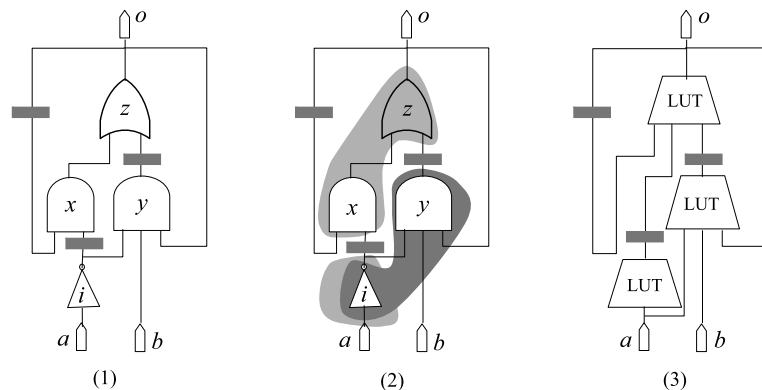 o o o
z z LUT
x y x y LUT
i i LUT
a b a b a b
(1) (2) (3)